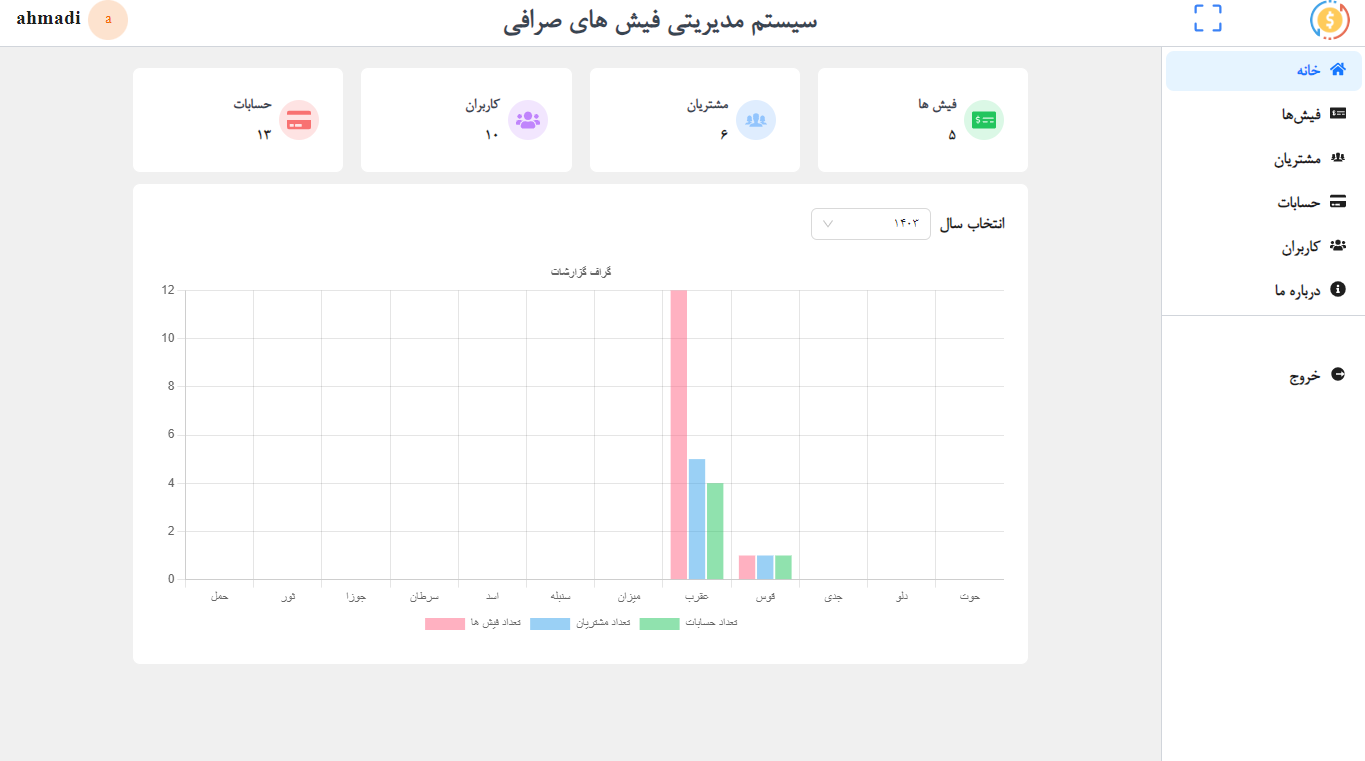 سیستم مدیریتی فیش های صرافی
ahmadi
a
خانه
فیش‌ها
مشتریان
حسابات
کاربران
درباره ما
خروج
فیش ها
۵
مشتریان
۶
کاربران
۱۰
حسابات
۱۳
انتخاب سال
۱۴۰۳
گراف گزارشات
12
10
8
6
4
2
0
حمل ثور جوزا سرطان اسد سنبله میزان عقرب قوس جدی دلو حوت
تعداد فیش ها تعداد مشتریان تعداد حسابات